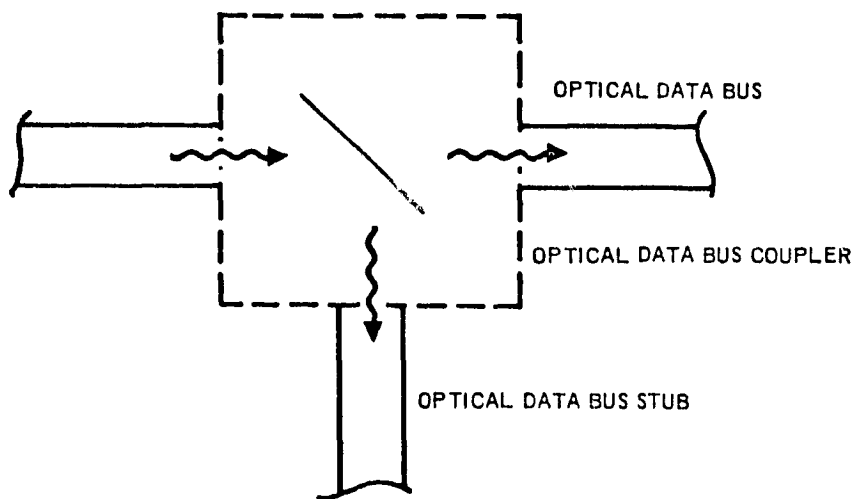 OPTICAL DATA BUS
OPTICAL DATA BUS COUPLER
OPTICAL DATA BUS STUB